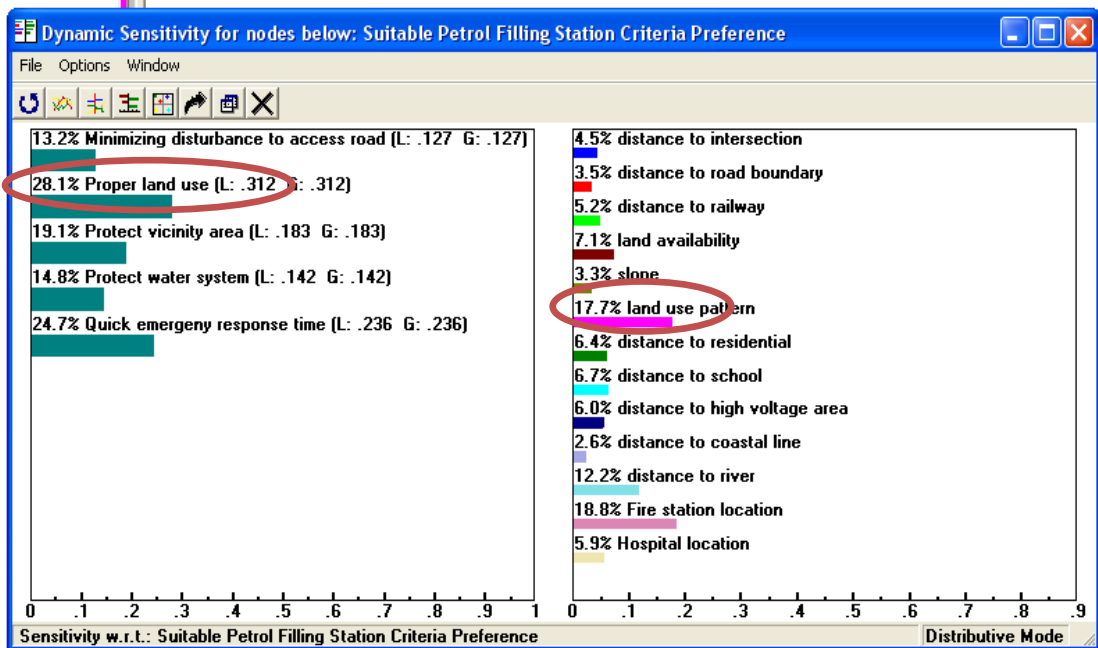 Dynamic Sensitivity for nodes below: Suitable Petrol Filling Station Criteria Preference
File Options Window
13.2% Minimizing disturbance to access road (L: .127 G: .127)
28.1% Proper land use (L: .312 G: .312)
19.1% Protect vicinity area (L: .183 G: .183)
14.8% Protect water system (L: .142 G: .142)
24.7% Quick emergeny response time (L: .236 G: .236)
0 .1 .2 .3 .4 .5 .6 .7 .8 .9 1
4.5% distance to intersection
3.5% distance to road boundary
5.2% distance to railway
7.1% land availability
3.3% slope
17.7% land use pattern
6.4% distance to residential
6.7% distance to school
6.0% distance to high voltage area
2.6% distance to coastal line
12.2% distance to river
18.8% Fire station location
5.9% Hospital location
0 .1 .2 .3 .4 .5 .6 .7 .8 .9
Sensitivity w.r.t.: Suitable Petrol Filling Station Criteria Preference
Distributive Mode